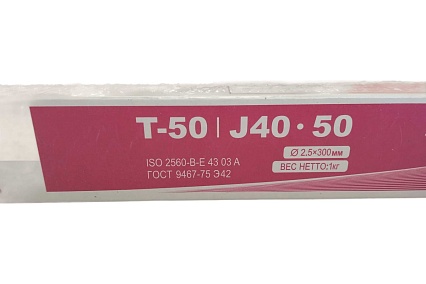 T-50 | J40 · 50
Ø 2.5×300мм
ISO 2560-B-E 43 03 A
ВЕС НЕТТО:1кг
ГОСТ 9467-75 Э42